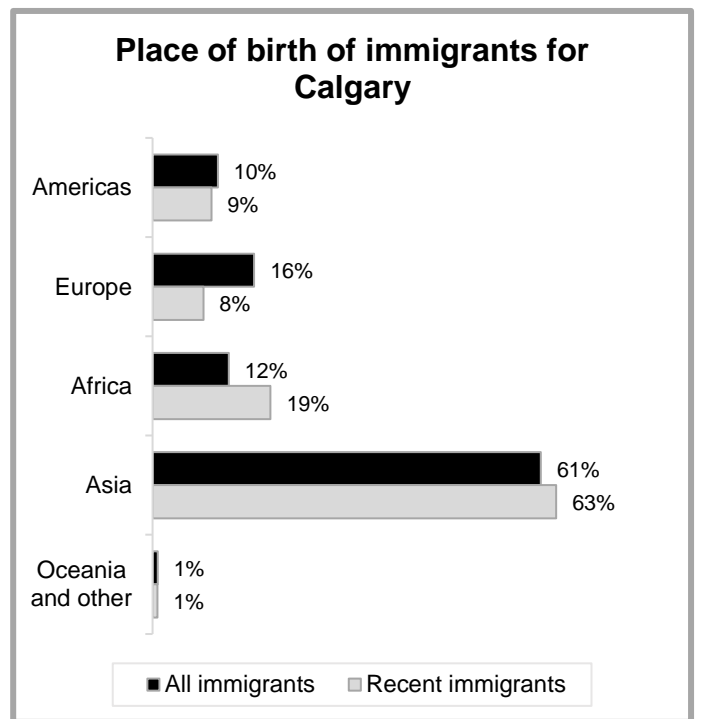 Place of birth of immigrants for
Calgary
Americas
10%
9%
Europe
16%
8%
Africa
12%
19%
Asia
61%
63%
Oceania
and other
1%
1%
All immigrants
Recent immigrants